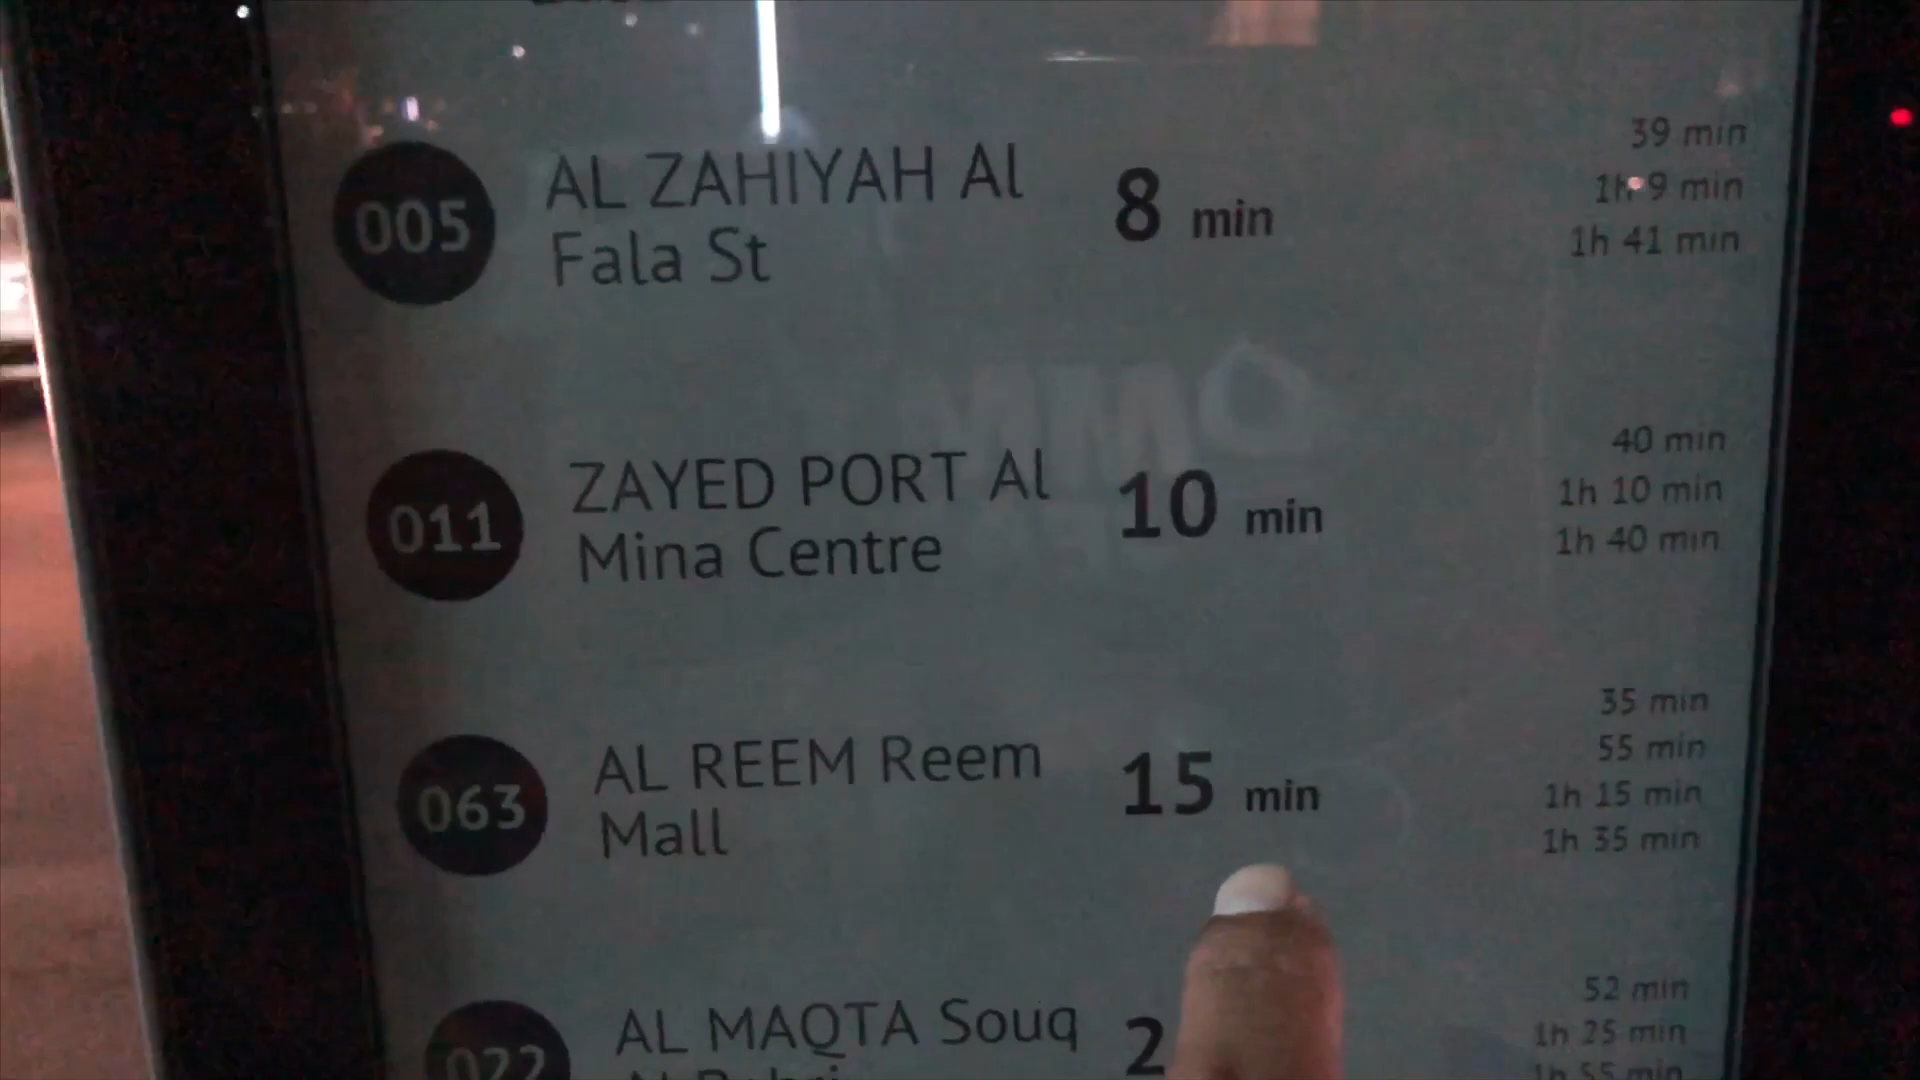 005
AL ZAHIYAH Al
Fala St
8 min
39 min
1h 9 min
1h 41 min
011
ZAYED PORT Al
Mina Centre
10 min
40 min
1h 10 min
1h 40 min
063
AL REEM Reem
Mall
15 min
35 min
55 min
1h 15 min
1h 35 min
022
AL MAQTA Souq
2
52 min
1h 25 min
1h 55 min